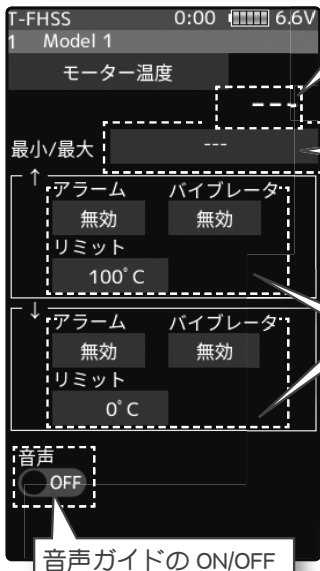 T-FHSS 0:00 6.6V
1 Model 1
モーター温度
---
最小/最大 ---
↑
アラーム バイブレータ
無効 無効
リミット
100°C
↓
アラーム バイブレータ
無効 無効
リミット
0°C
音声
OFF
音声ガイドの ON/OFF